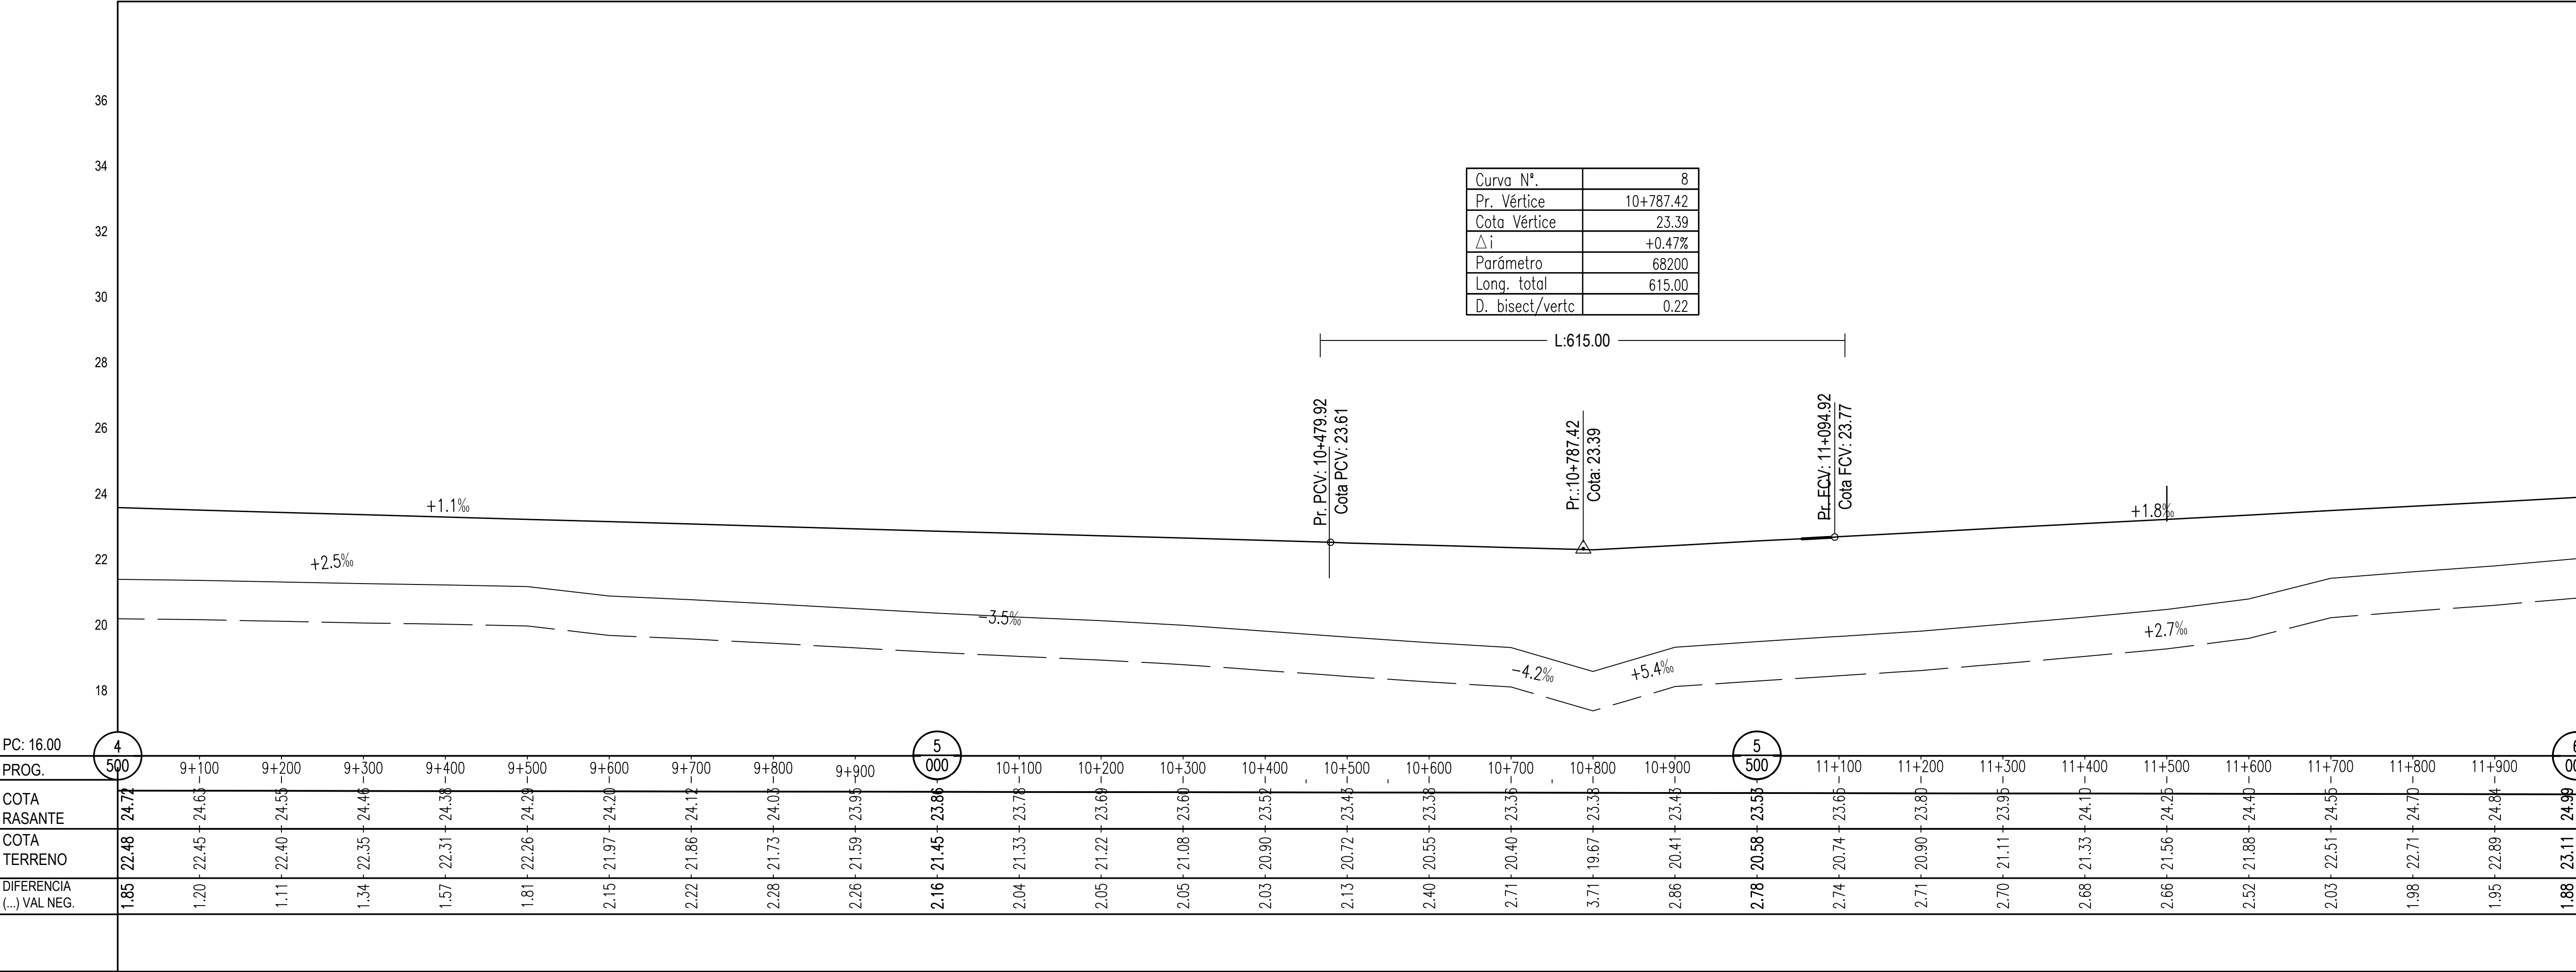 36
34
32
30
28
26
24
22
20
18
Curva Nº. 8
Pr. Vértice 10+787.42
Cota Vértice 23.39
△i +0.47%
Parámetro 68200
Long. total 615.00
D. bisect/vertc 0.22
L:615.00
Pr. PCV: 10+479.92
Cota PCV: 23.61
Pr.:10+787.42
Cota: 23.39
Pr. FCV: 11+094.92
Cota FCV: 23.77
+1.1‰
+1.8‰
+2.5‰
-3.5‰
-4.2‰
+5.4‰
+2.7‰
PC: 16.00
4 5 5 6
PROG. 500 9+100 9+200 9+300 9+400 9+500 9+600 9+700 9+800 9+900 000 10+100 10+200 10+300 10+400 10+500 10+600 10+700 10+800 10+900 500 11+100 11+200 11+300 11+400 11+500 11+600 11+700 11+800 11+900 00
COTA
RASANTE
24.72 24.63 24.55 24.46 24.38 24.29 24.20 24.12 24.03 23.95 23.86 23.78 23.69 23.60 23.52 23.43 23.38 23.36 23.38 23.43 23.53 23.65 23.80 23.95 24.10 24.25 24.40 24.55 24.70 24.84 24.99
COTA
TERRENO
22.48 22.45 22.40 22.35 22.31 22.26 21.97 21.86 21.73 21.59 21.45 21.33 21.22 21.08 20.90 20.72 20.55 20.40 19.67 20.41 20.58 20.74 20.90 21.11 21.33 21.56 21.88 22.51 22.71 22.89 23.11
DIFERENCIA
(...) VAL NEG.
1.85 1.20 1.11 1.34 1.57 1.81 2.15 2.22 2.28 2.26 2.16 2.04 2.05 2.05 2.03 2.13 2.40 2.71 3.71 2.86 2.78 2.74 2.71 2.70 2.68 2.66 2.52 2.03 1.98 1.95 1.88